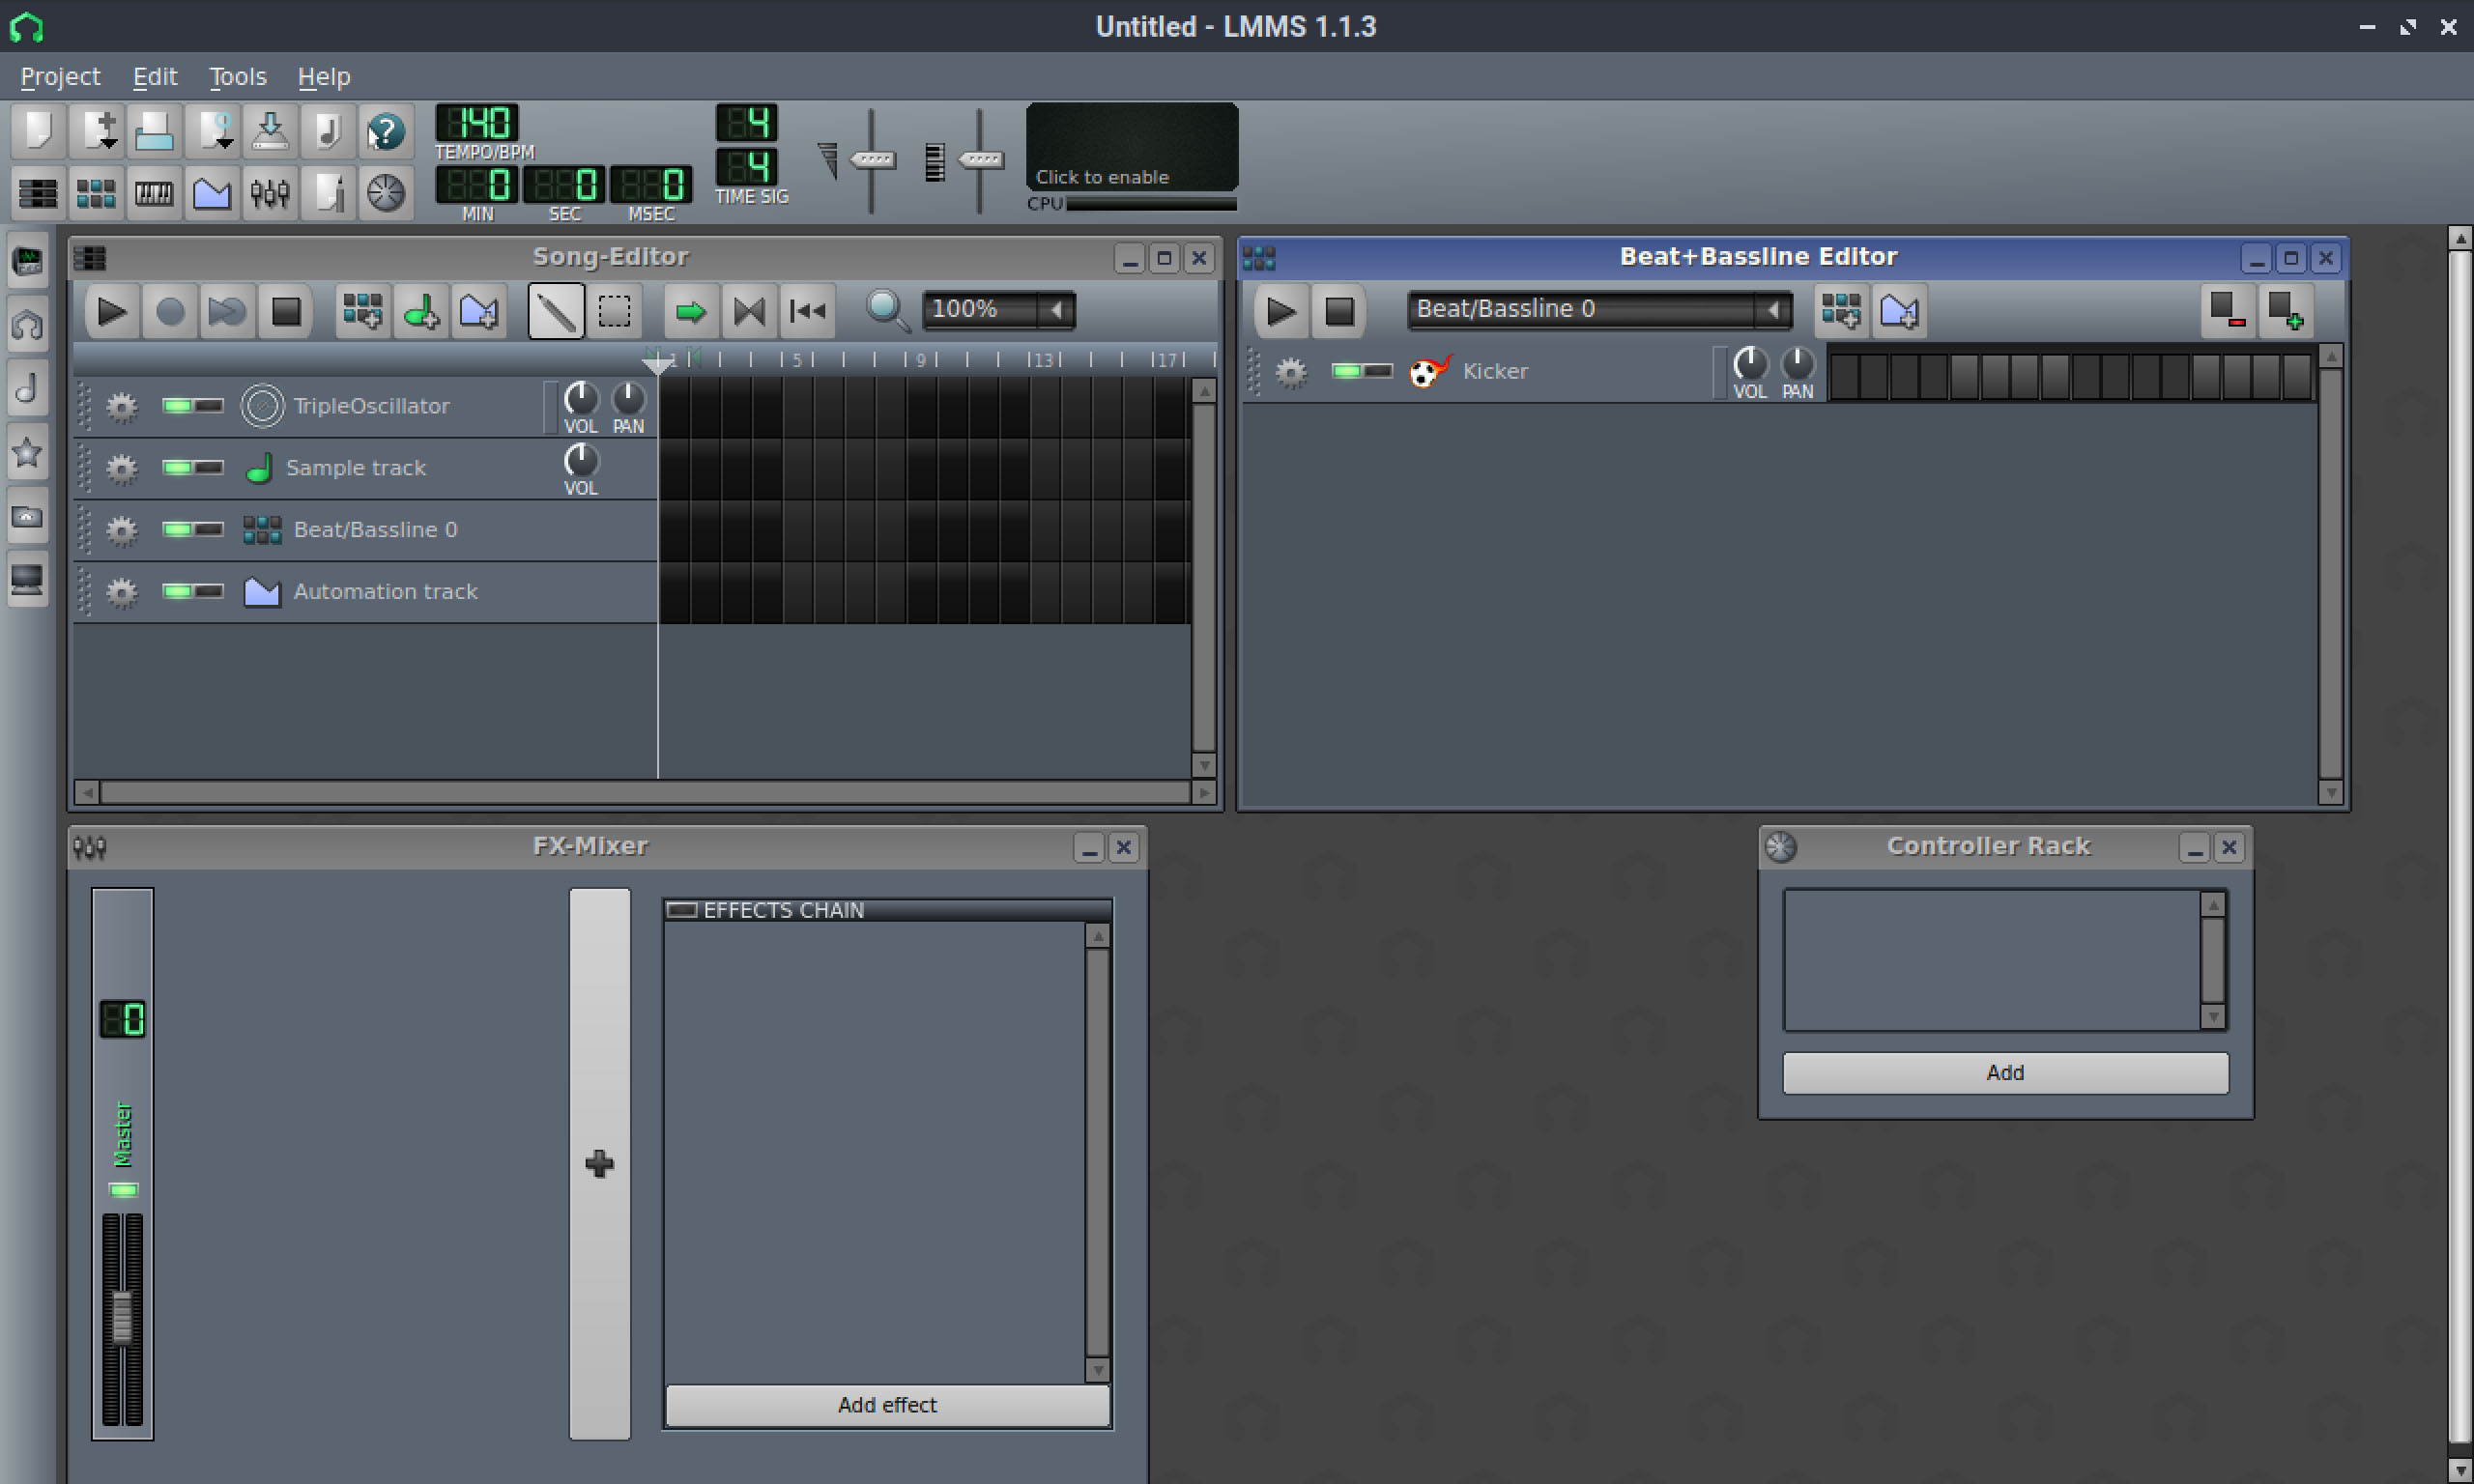 Untitled - LMMS 1.1.3
Project Edit Tools Help
140
TEMPO/BPM
4
4
TIME SIG
0 0 0
MIN SEC MSEC
Click to enable
CPU
Song-Editor
100%
1 5 9 13 17
TripleOscillator VOL PAN
Sample track VOL
Beat/Bassline 0
Automation track
Beat+Bassline Editor
Beat/Bassline 0
Kicker VOL PAN
FX-Mixer
0
Master
EFFECTS CHAIN
Add effect
Controller Rack
Add